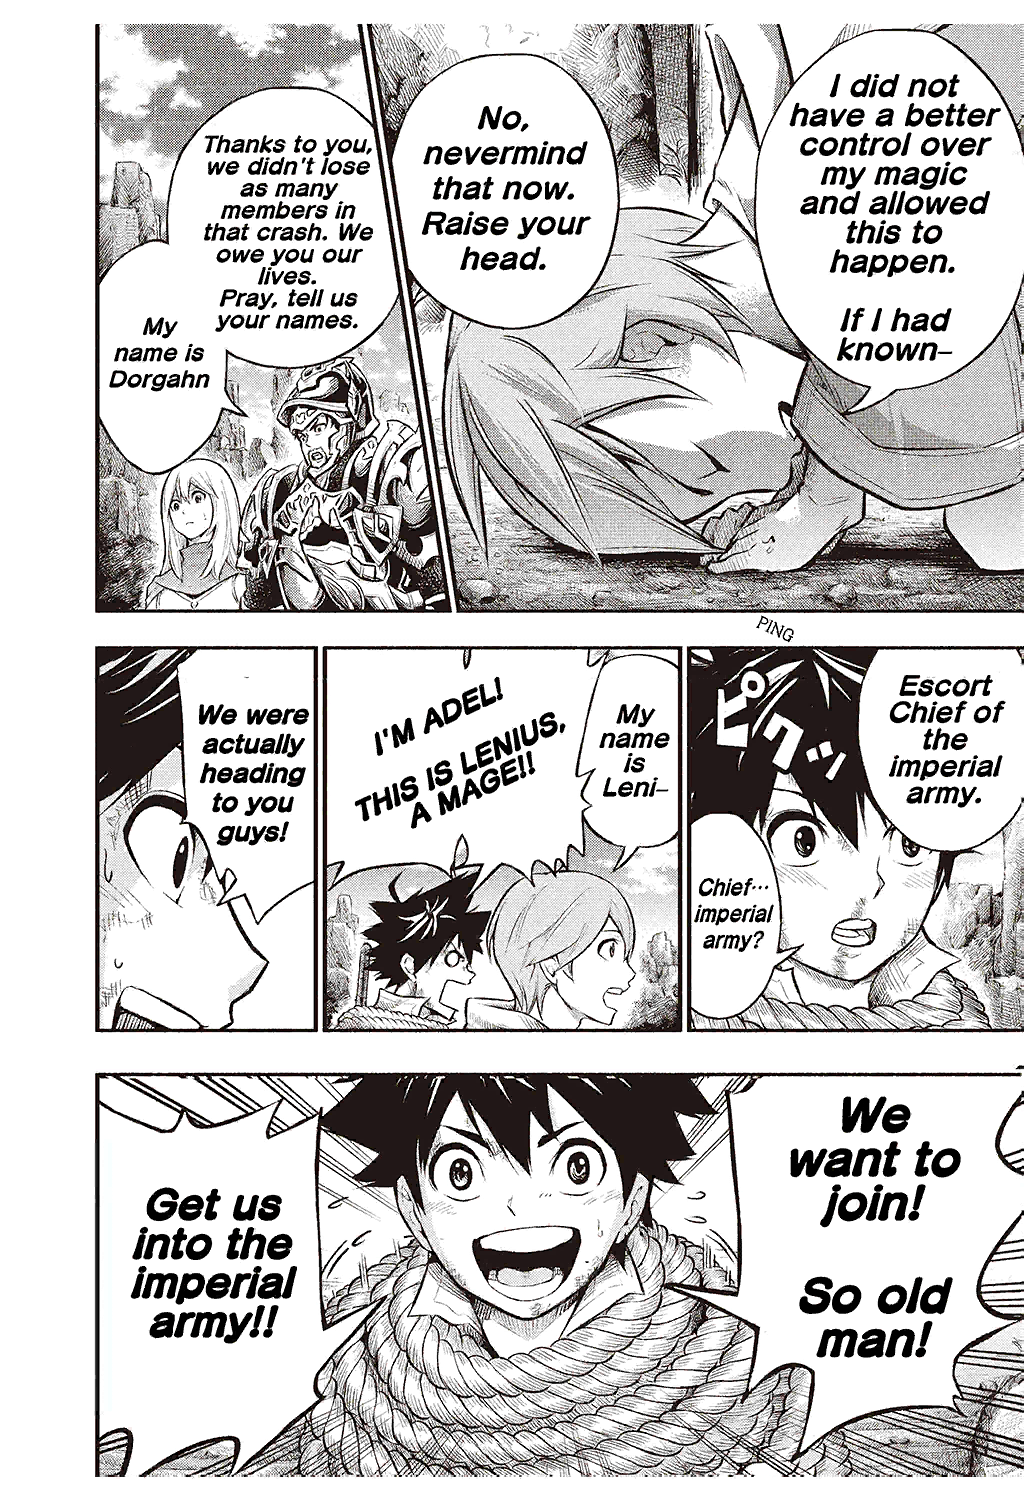 I did not
have a better
control over
my magic
and allowed
this to
happen.
If I had
known–
No,
nevermind
that now.
Raise your
head.
Thanks to you,
we didn't lose
as many
members in
that crash. We
owe you our
lives.
Pray, tell us
your names.
My
name is
Dorgahn
PING
Escort
Chief of
the
imperial
army.
ピクッ
Chief…
imperial
army?
My
name
is
Leni–
I'M ADEL!
THIS IS LENIUS,
A MAGE!!
We were
actually
heading
to you
guys!
We
want to
join!
So old
man!
Get us
into the
imperial
army!!